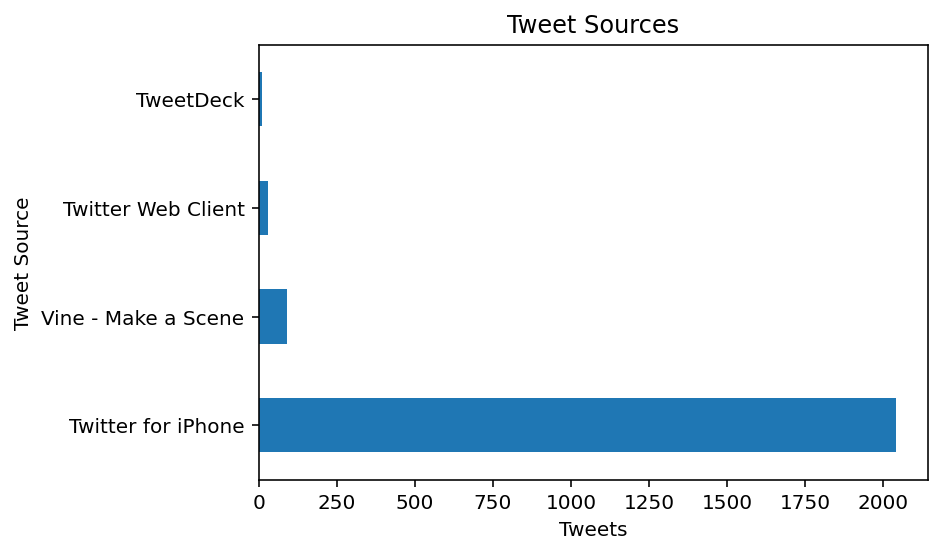 Tweet Sources
TweetDeck
Twitter Web Client
Vine - Make a Scene
Twitter for iPhone
Tweet Source
0 250 500 750 1000 1250 1500 1750 2000
Tweets